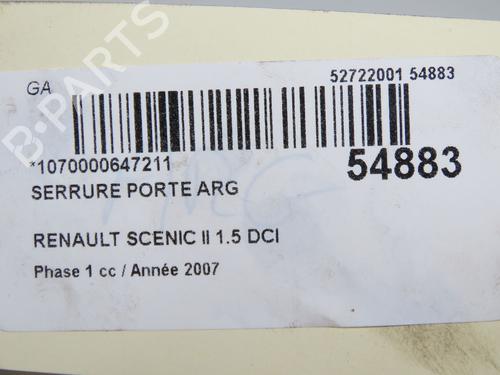 GA
52722001 54883
*1070000647211
54883
SERRURE PORTE ARG
RENAULT SCENIC II 1.5 DCI
Phase 1 cc / Année 2007
B-PARTS